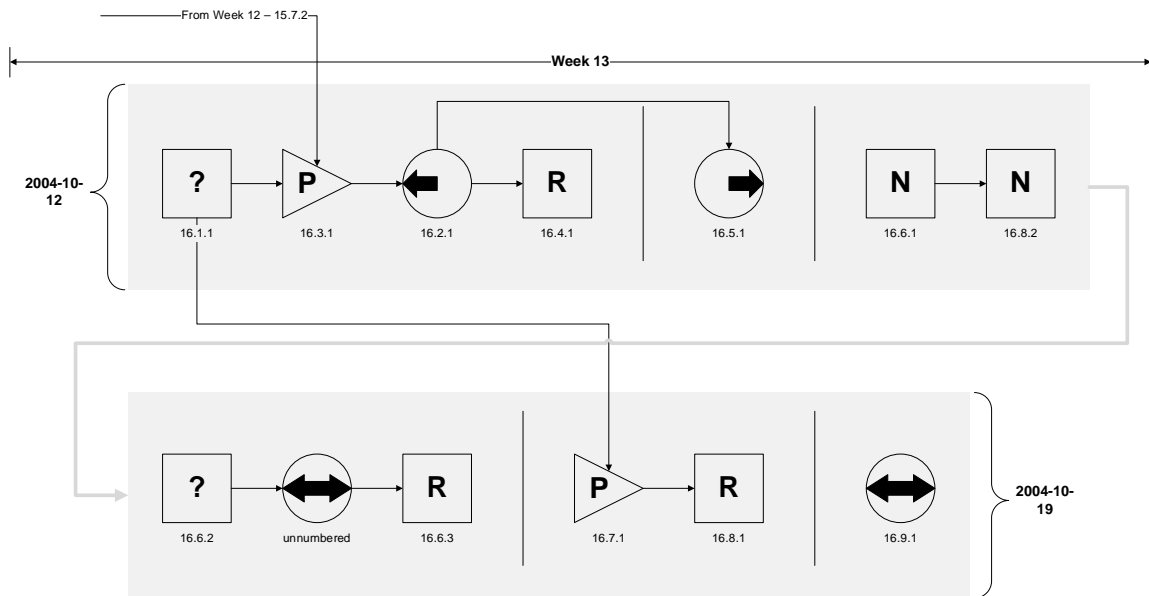 From Week 12 – 15.7.2
Week 13
2004-10-
12
? P R N N
16.1.1 16.3.1 16.2.1 16.4.1 16.5.1 16.6.1 16.8.2
? R P R
16.6.2 unnumbered 16.6.3 16.7.1 16.8.1 16.9.1
2004-10-
19